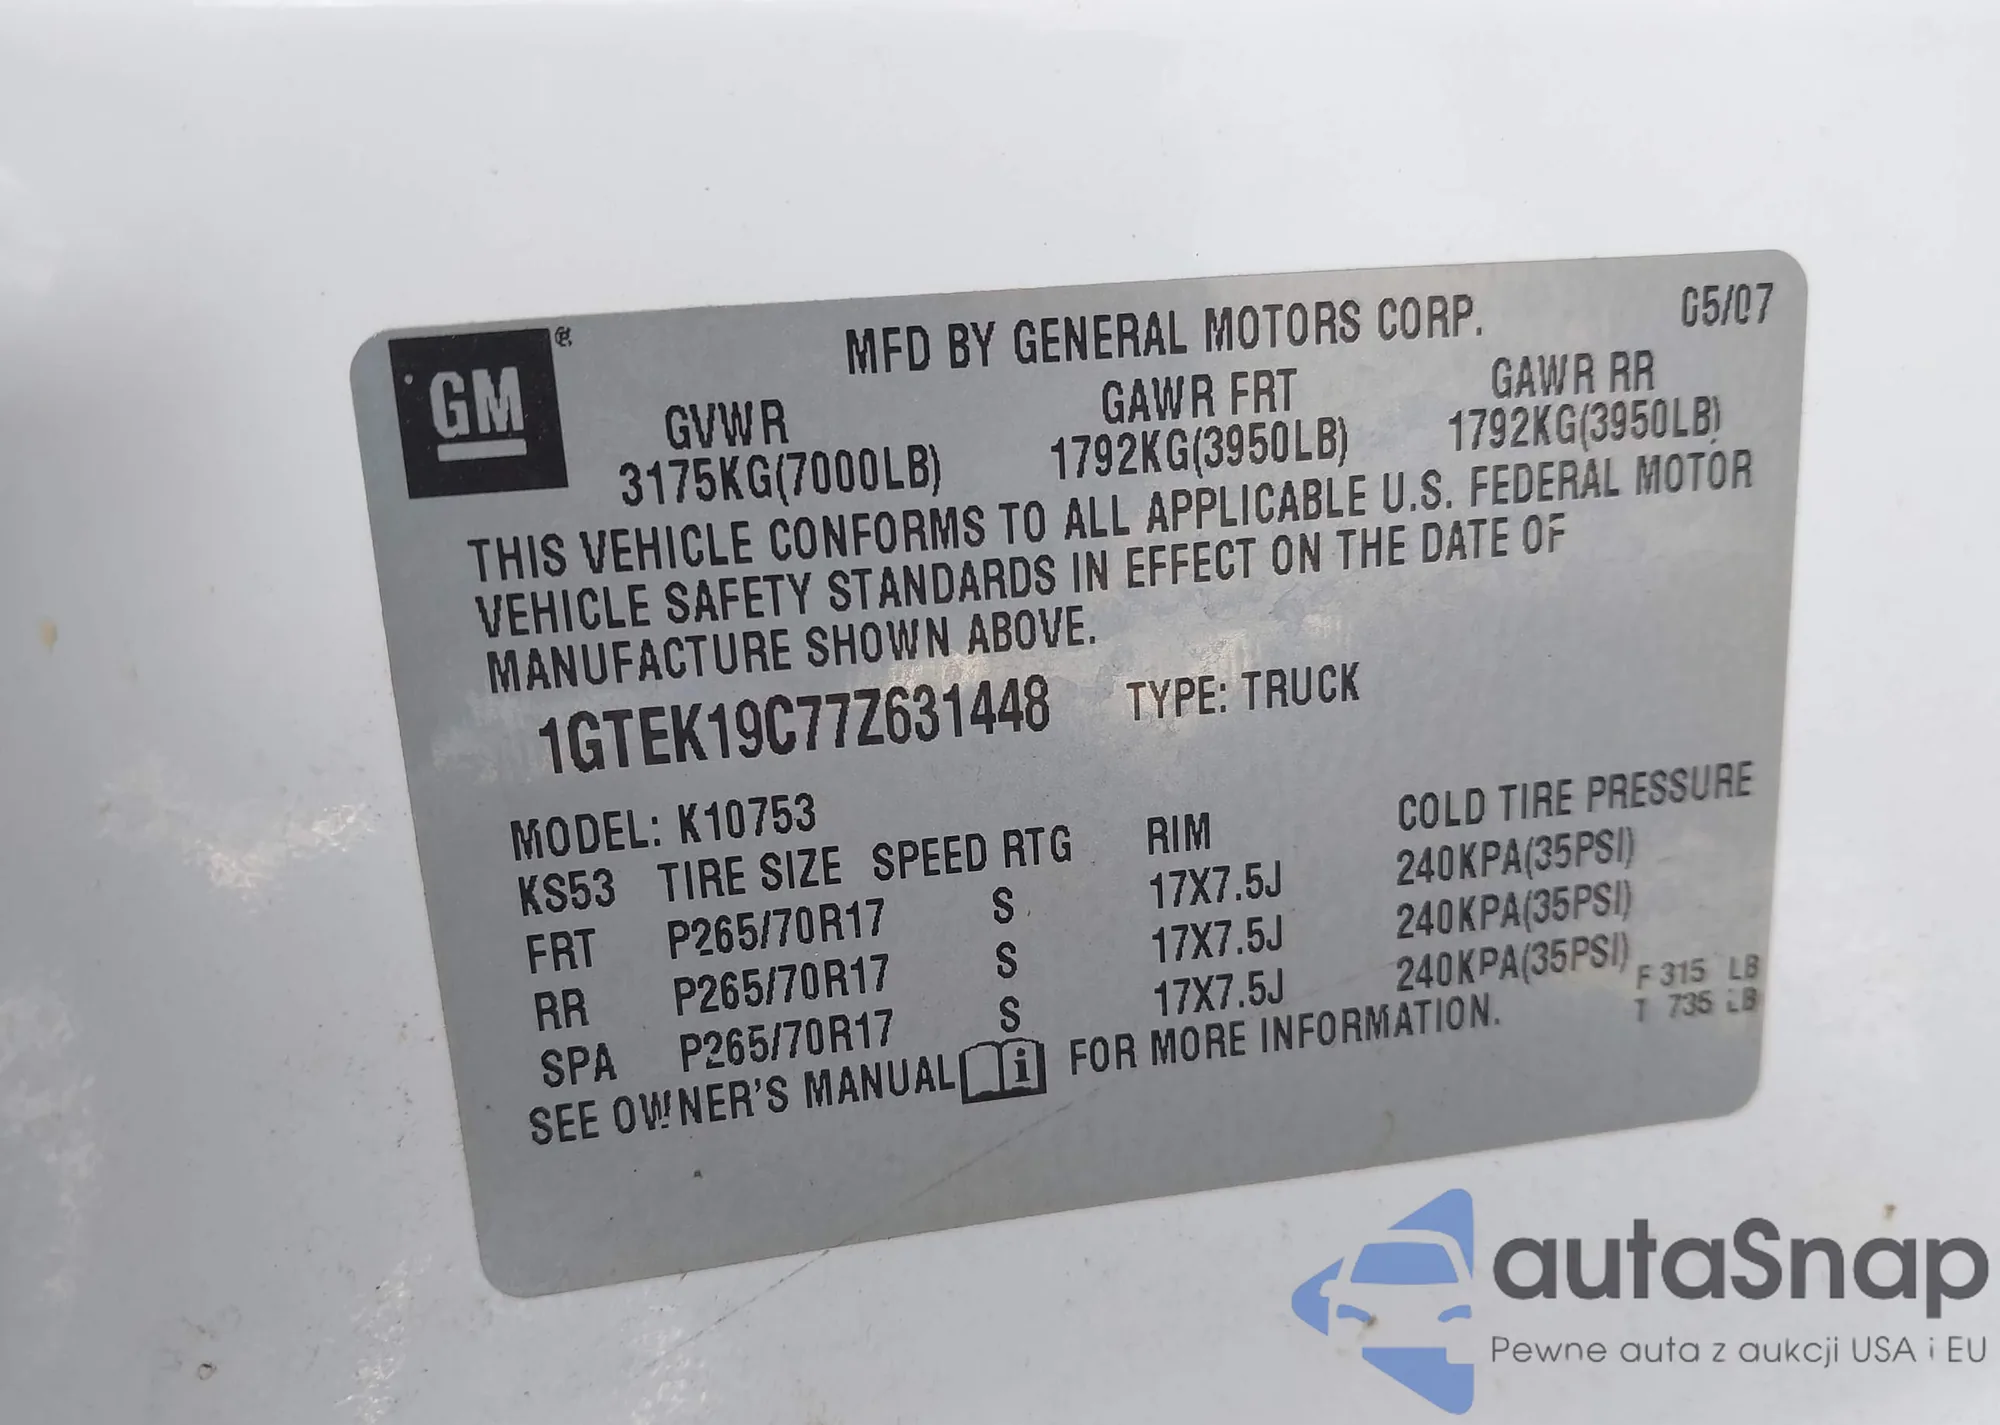 GM
MFD BY GENERAL MOTORS CORP. 05/07
GVWR GAWR FRT GAWR RR
3175KG(7000LB) 1792KG(3950LB) 1792KG(3950LB)
THIS VEHICLE CONFORMS TO ALL APPLICABLE U.S. FEDERAL MOTOR
VEHICLE SAFETY STANDARDS IN EFFECT ON THE DATE OF
MANUFACTURE SHOWN ABOVE.
1GTEK19C77Z631448 TYPE: TRUCK
MODEL: K10753
KS53 TIRE SIZE SPEED RTG RIM COLD TIRE PRESSURE
FRT P265/70R17 S 17X7.5J 240KPA(35PSI)
RR P265/70R17 S 17X7.5J 240KPA(35PSI)
SPA P265/70R17 S 17X7.5J 240KPA(35PSI)
F 315 LB
T 735 LB
SEE OWNER'S MANUAL i FOR MORE INFORMATION.
autaSnap
Pewne auta z aukcji USA i EU